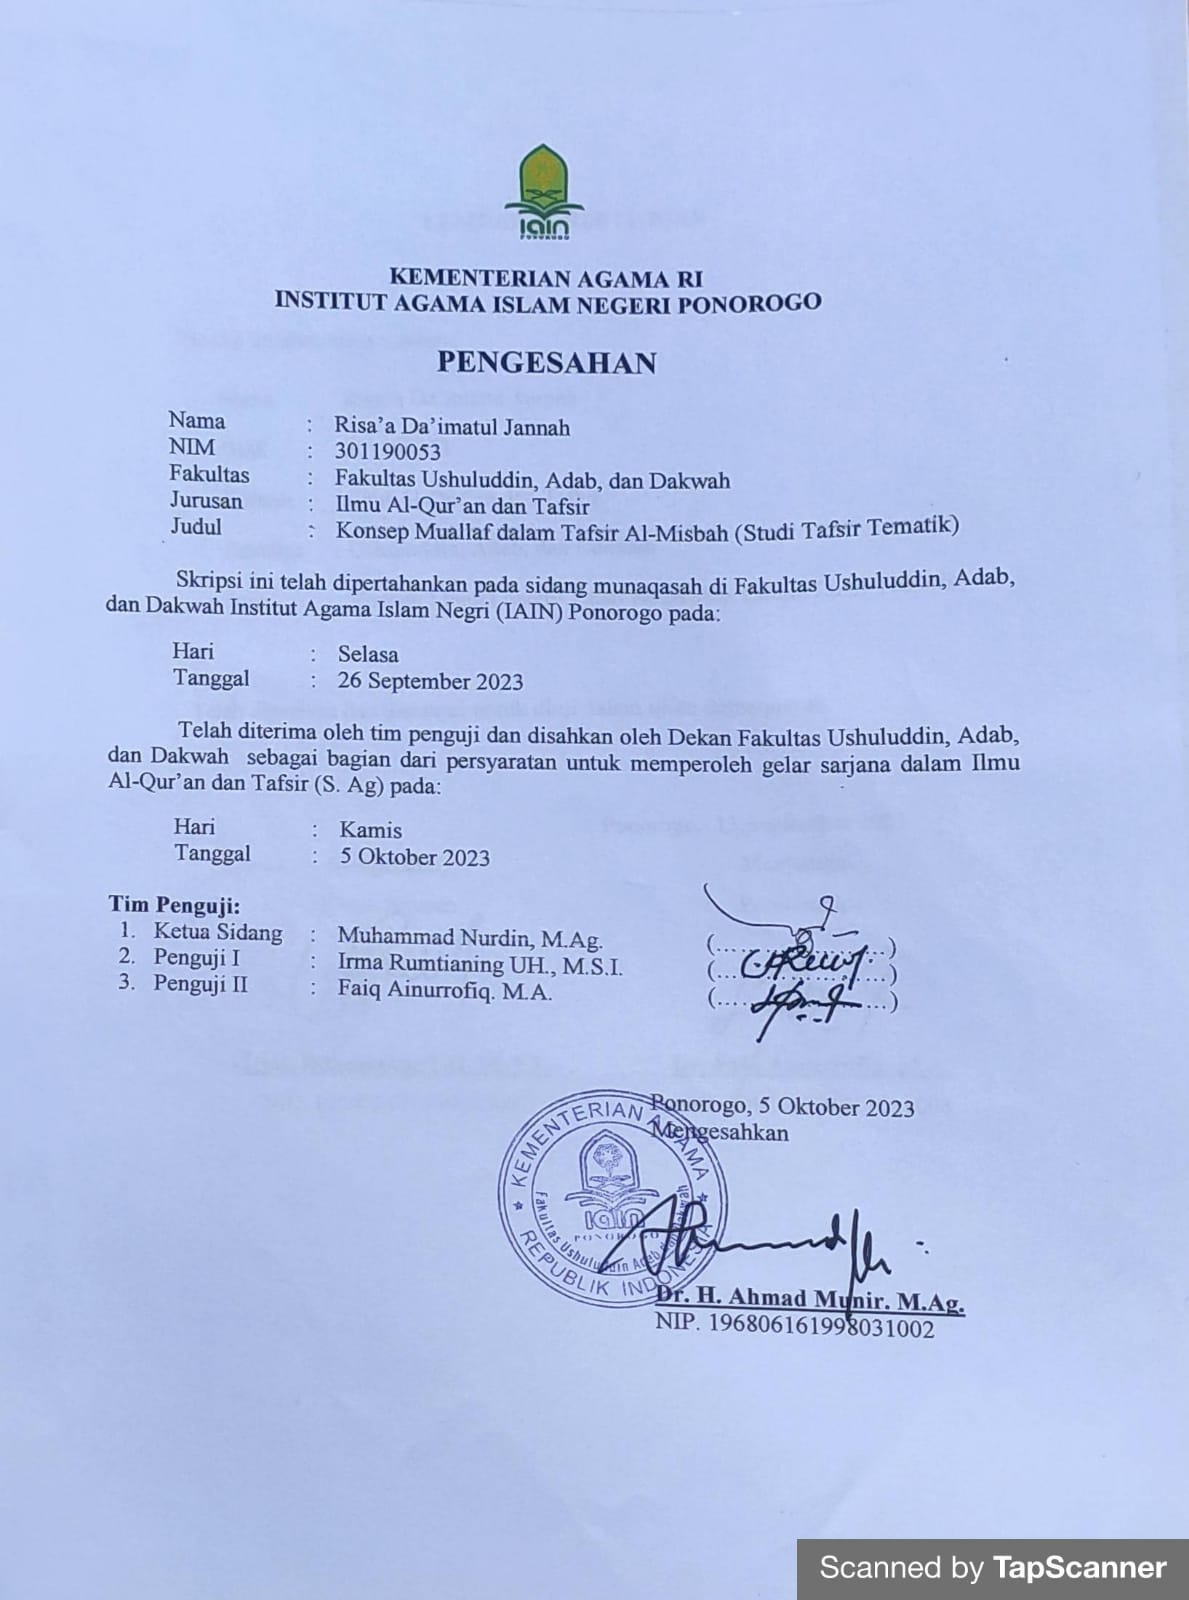 iain
PONOROGO
KEMENTERIAN AGAMA RI
INSTITUT AGAMA ISLAM NEGERI PONOROGO
PENGESAHAN
Nama : Risa’a Da’imatul Jannah
NIM : 301190053
Fakultas : Fakultas Ushuluddin, Adab, dan Dakwah
Jurusan : Ilmu Al-Qur’an dan Tafsir
Judul : Konsep Muallaf dalam Tafsir Al-Misbah (Studi Tafsir Tematik)
Skripsi ini telah dipertahankan pada sidang munaqasah di Fakultas Ushuluddin, Adab,
dan Dakwah Institut Agama Islam Negri (IAIN) Ponorogo pada:
Hari : Selasa
Tanggal : 26 September 2023
Telah diterima oleh tim penguji dan disahkan oleh Dekan Fakultas Ushuluddin, Adab,
dan Dakwah sebagai bagian dari persyaratan untuk memperoleh gelar sarjana dalam Ilmu
Al-Qur’an dan Tafsir (S. Ag) pada:
Hari : Kamis
Tanggal : 5 Oktober 2023
Tim Penguji:
1. Ketua Sidang : Muhammad Nurdin, M.Ag.
2. Penguji I : Irma Rumtianing UH., M.S.I.
3. Penguji II : Faiq Ainurrofiq. M.A.
Ponorogo, 5 Oktober 2023
Mengesahkan
KEMENTERIAN AGAMA
REPUBLIK INDONESIA
Fakultas Ushuluddin Adab dan Dakwah
iain
PONOROGO
Dr. H. Ahmad Munir. M.Ag.
NIP. 196806161998031002
Scanned by TapScanner